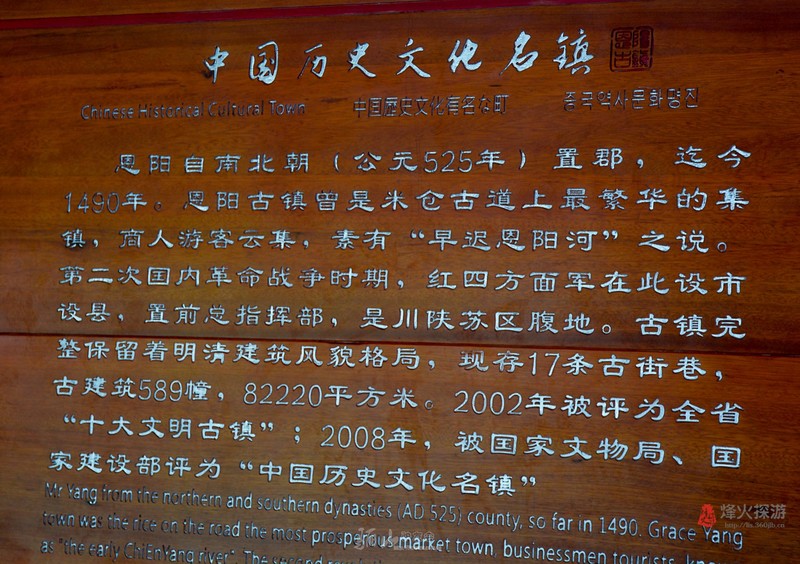 中国历史文化名镇
Chinese Historical Cultural Town 中国歴史文化有名な町 중국역사문화명진
恩阳自南北朝（公元525年）置郡，迄今
1490年。恩阳古镇曾是米仓古道上最繁华的集
镇，商人游客云集，素有“早迟恩阳河”之说。
第二次国内革命战争时期，红四方面军在此设市
设县，置前总指挥部，是川陕苏区腹地。古镇完
整保留着明清建筑风貌格局，现存17条古街巷，
古建筑589幢，82220平方米。2002年被评为全省
“十大文明古镇”；2008年，被国家文物局、国
家建设部评为“中国历史文化名镇”
Mr Yang from the northern and southern dynasties (AD 525) county, so far in 1490. Grace Yang
town was the rice on the road the most prosperous market town, businessmen tourists, know
as "the early ChiEnYang river". The second
烽火探游